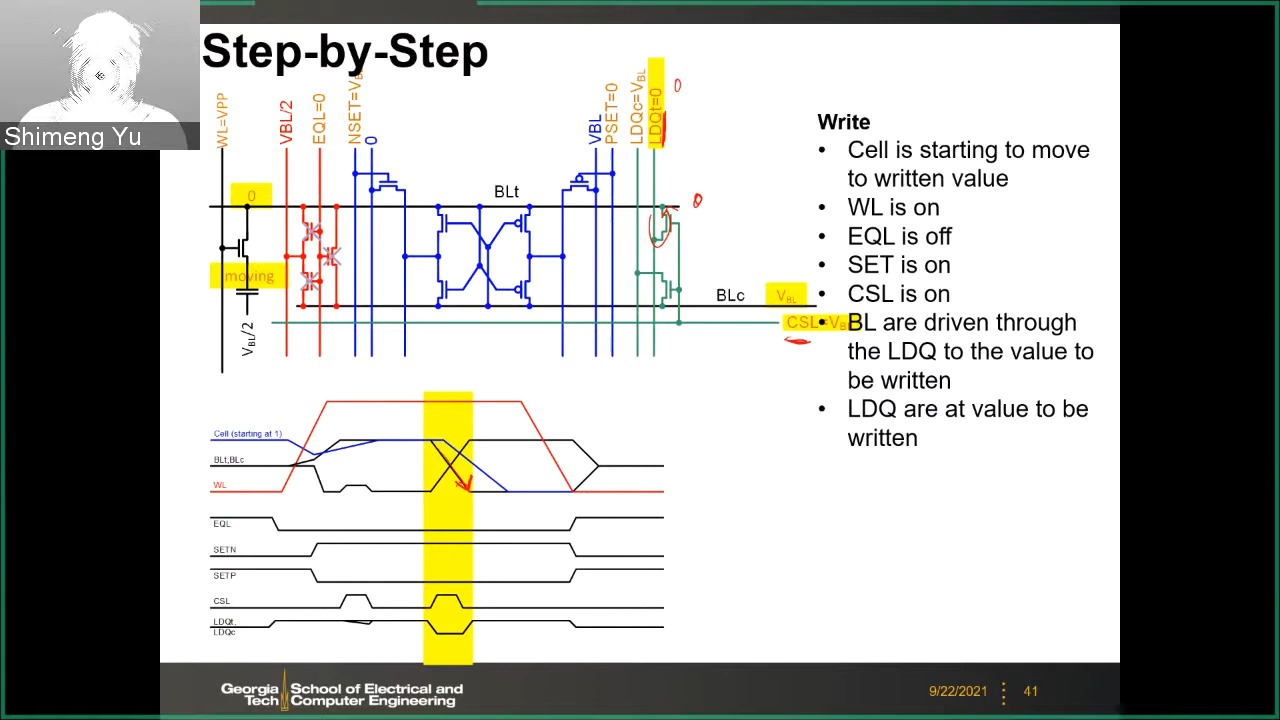 Step-by-Step
Shimeng Yu
WL=VPP
VBL/2
EQL=0
NSET=VB
0
VBL
PSET=0
LDQc=VBL
LDQt=0
0
0
BLt
0
moving
VBL/2
BLc
VBL
CSL=VB
Write
• Cell is starting to move
to written value
• WL is on
• EQL is off
• SET is on
• CSL is on
• BL are driven through
the LDQ to the value to
be written
• LDQ are at value to be
written
Cell (starting at 1)
BLt,BLc
WL
EQL
SETN
SETP
CSL
LDQt,
LDQc
Georgia Tech School of Electrical and
Computer Engineering
9/22/2021
41